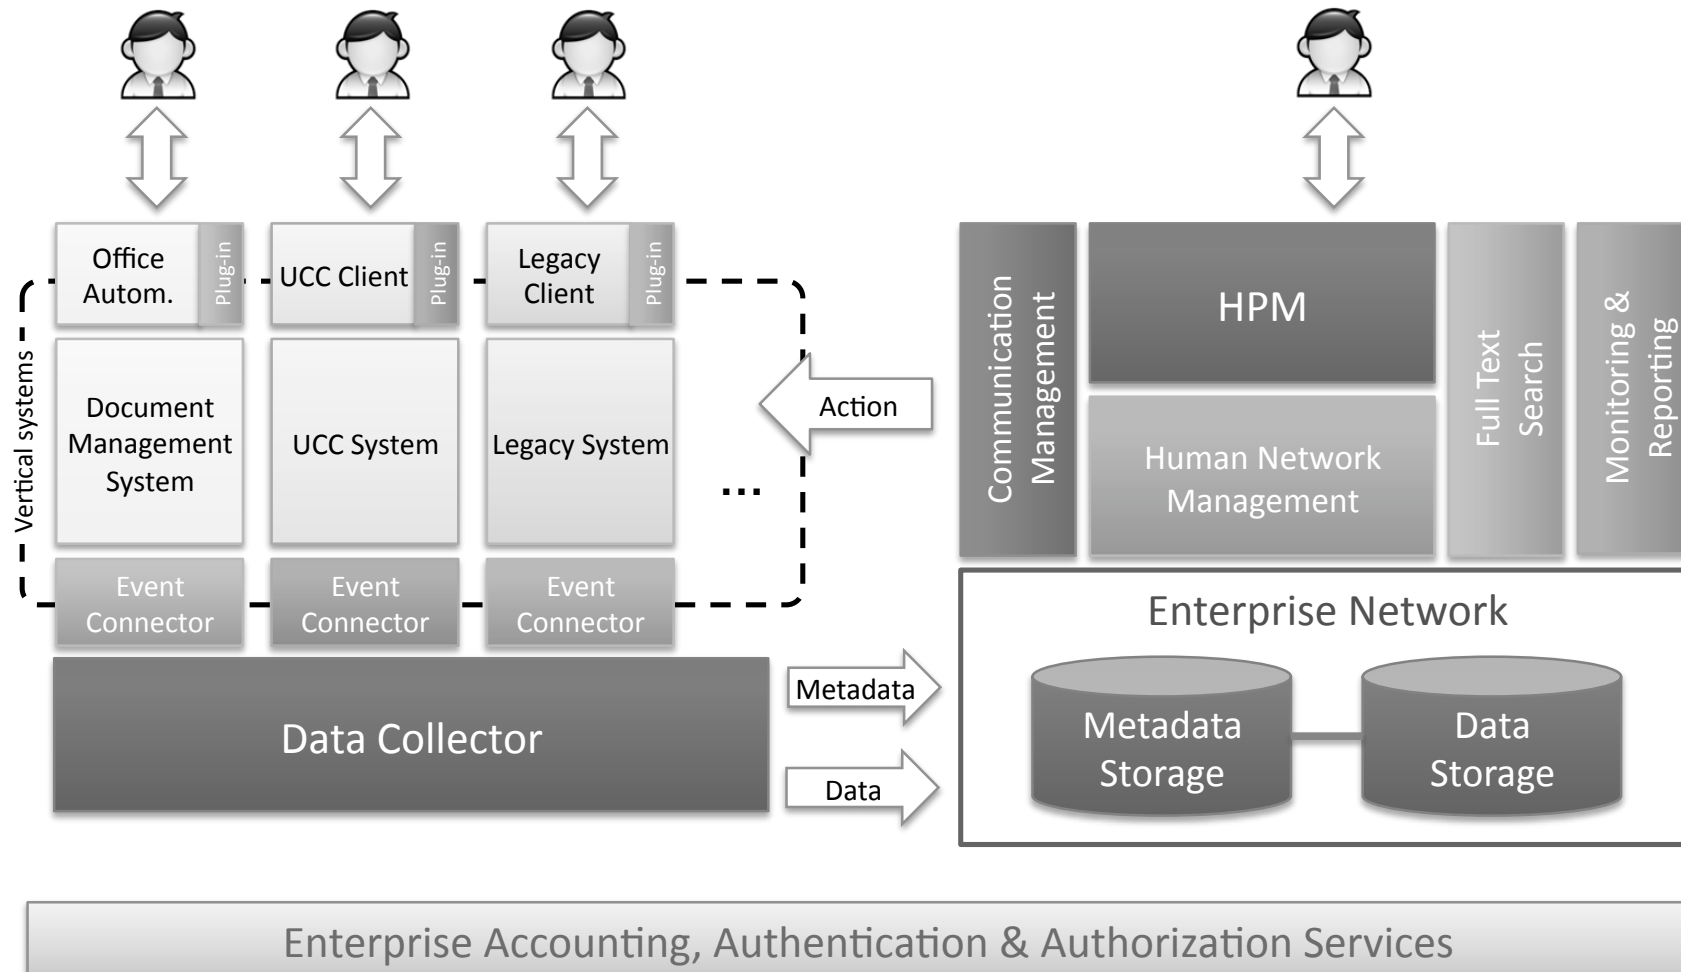 Office
Autom.
Plug-in
UCC Client
Plug-in
Legacy
Client
Plug-in
Vertical systems
Document
Management
System
UCC System
Legacy System
...
Event
Connector
Event
Connector
Event
Connector
Data Collector
Action
Metadata
Data
Communication
Management
HPM
Human Network
Management
Full Text
Search
Monitoring &
Reporting
Enterprise Network
Metadata
Storage
Data
Storage
Enterprise Accounting, Authentication & Authorization Services